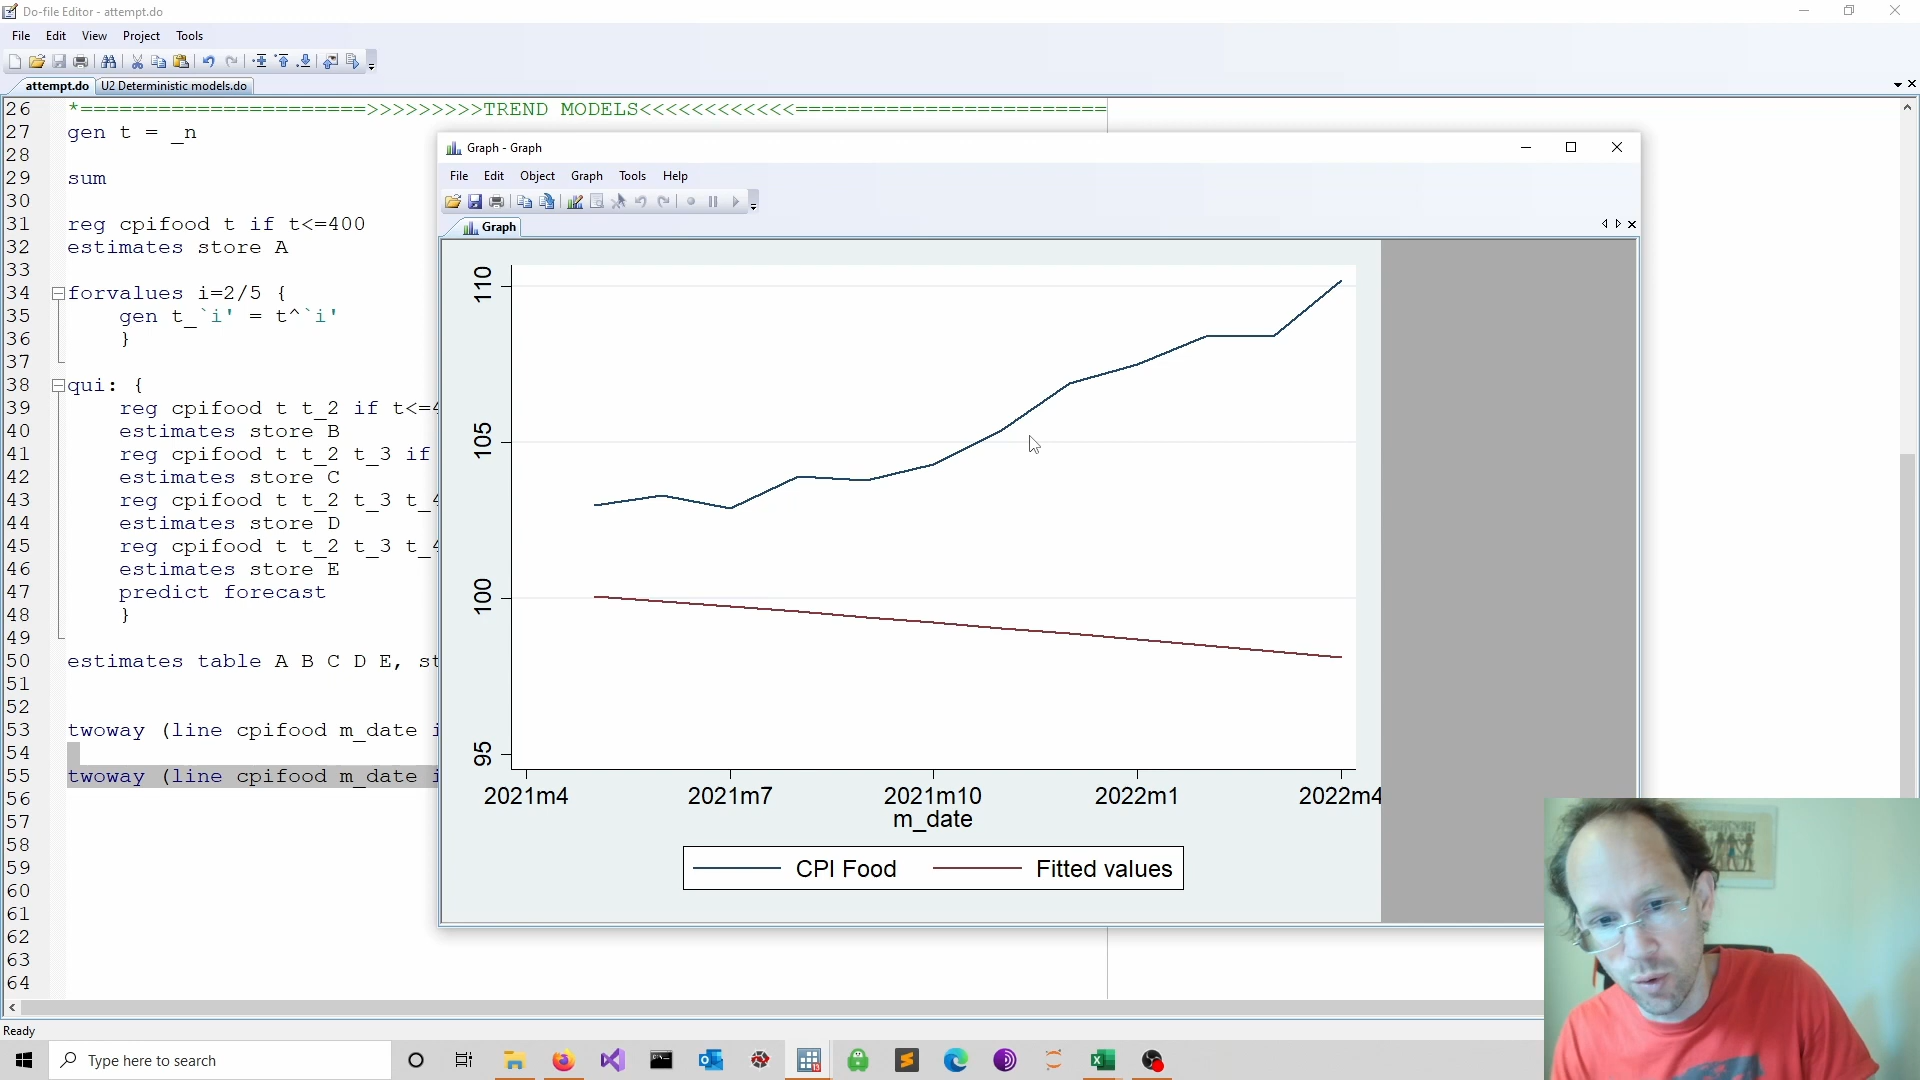 Do-file Editor - attempt.do
File Edit View Project Tools
attempt.do U2 Deterministic models.do
26 *======================>>>>>>>>>TREND MODELS<<<<<<<<<<<<========================
27 gen t = _n
28
29 sum
30
31 reg cpifood t if t<=400
32 estimates store A
33
34 forvalues i=2/5 {
35 gen t_`i' = t^`i'
36 }
37
38 qui: {
39 reg cpifood t t_2 if t<=4
40 estimates store B
41 reg cpifood t t_2 t_3 if
42 estimates store C
43 reg cpifood t t_2 t_3 t_4
44 estimates store D
45 reg cpifood t t_2 t_3 t_4
46 estimates store E
47 predict forecast
48 }
49
50 estimates table A B C D E, st
51
52
53 twoway (line cpifood m_date i
54
55 twoway (line cpifood m_date i
56
57
58
59
60
61
62
63
64
Graph - Graph
File Edit Object Graph Tools Help
Graph
110
105
100
95
2021m4 2021m7 2021m10 2022m1 2022m4
m_date
CPI Food Fitted values
Ready
Type here to search